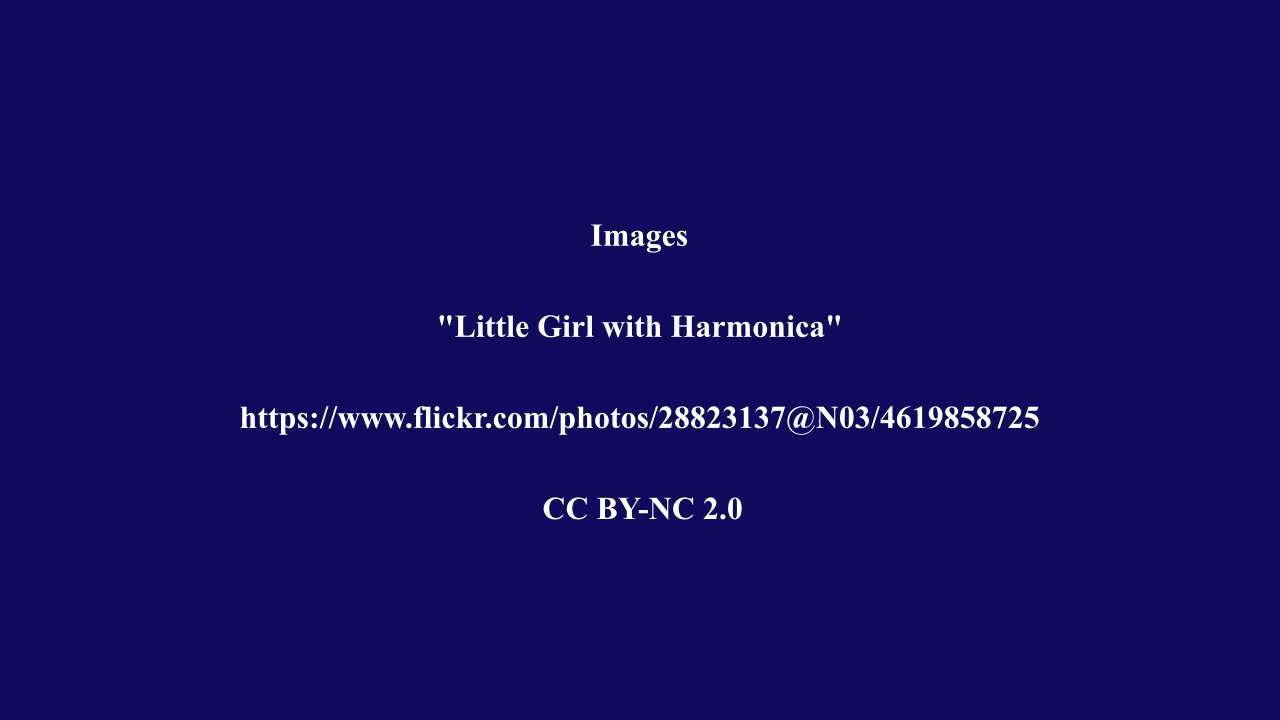 Images
"Little Girl with Harmonica"
https://www.flickr.com/photos/28823137@N03/4619858725
CC BY-NC 2.0